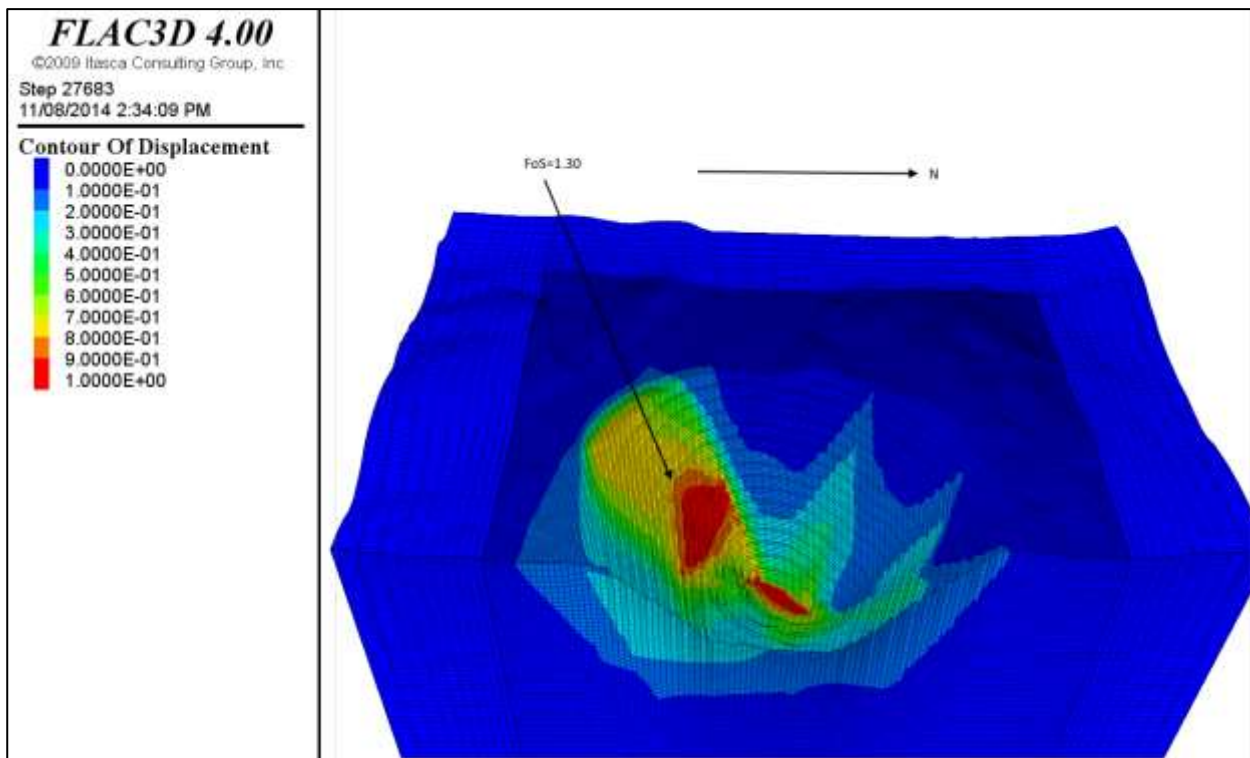 FLAC3D 4.00
©2009 Itasca Consulting Group, Inc
Step 27683
11/08/2014 2:34:09 PM
Contour Of Displacement
0.0000E+00
1.0000E-01
2.0000E-01
3.0000E-01
4.0000E-01
5.0000E-01
6.0000E-01
7.0000E-01
8.0000E-01
9.0000E-01
1.0000E+00
FoS=1.30
N